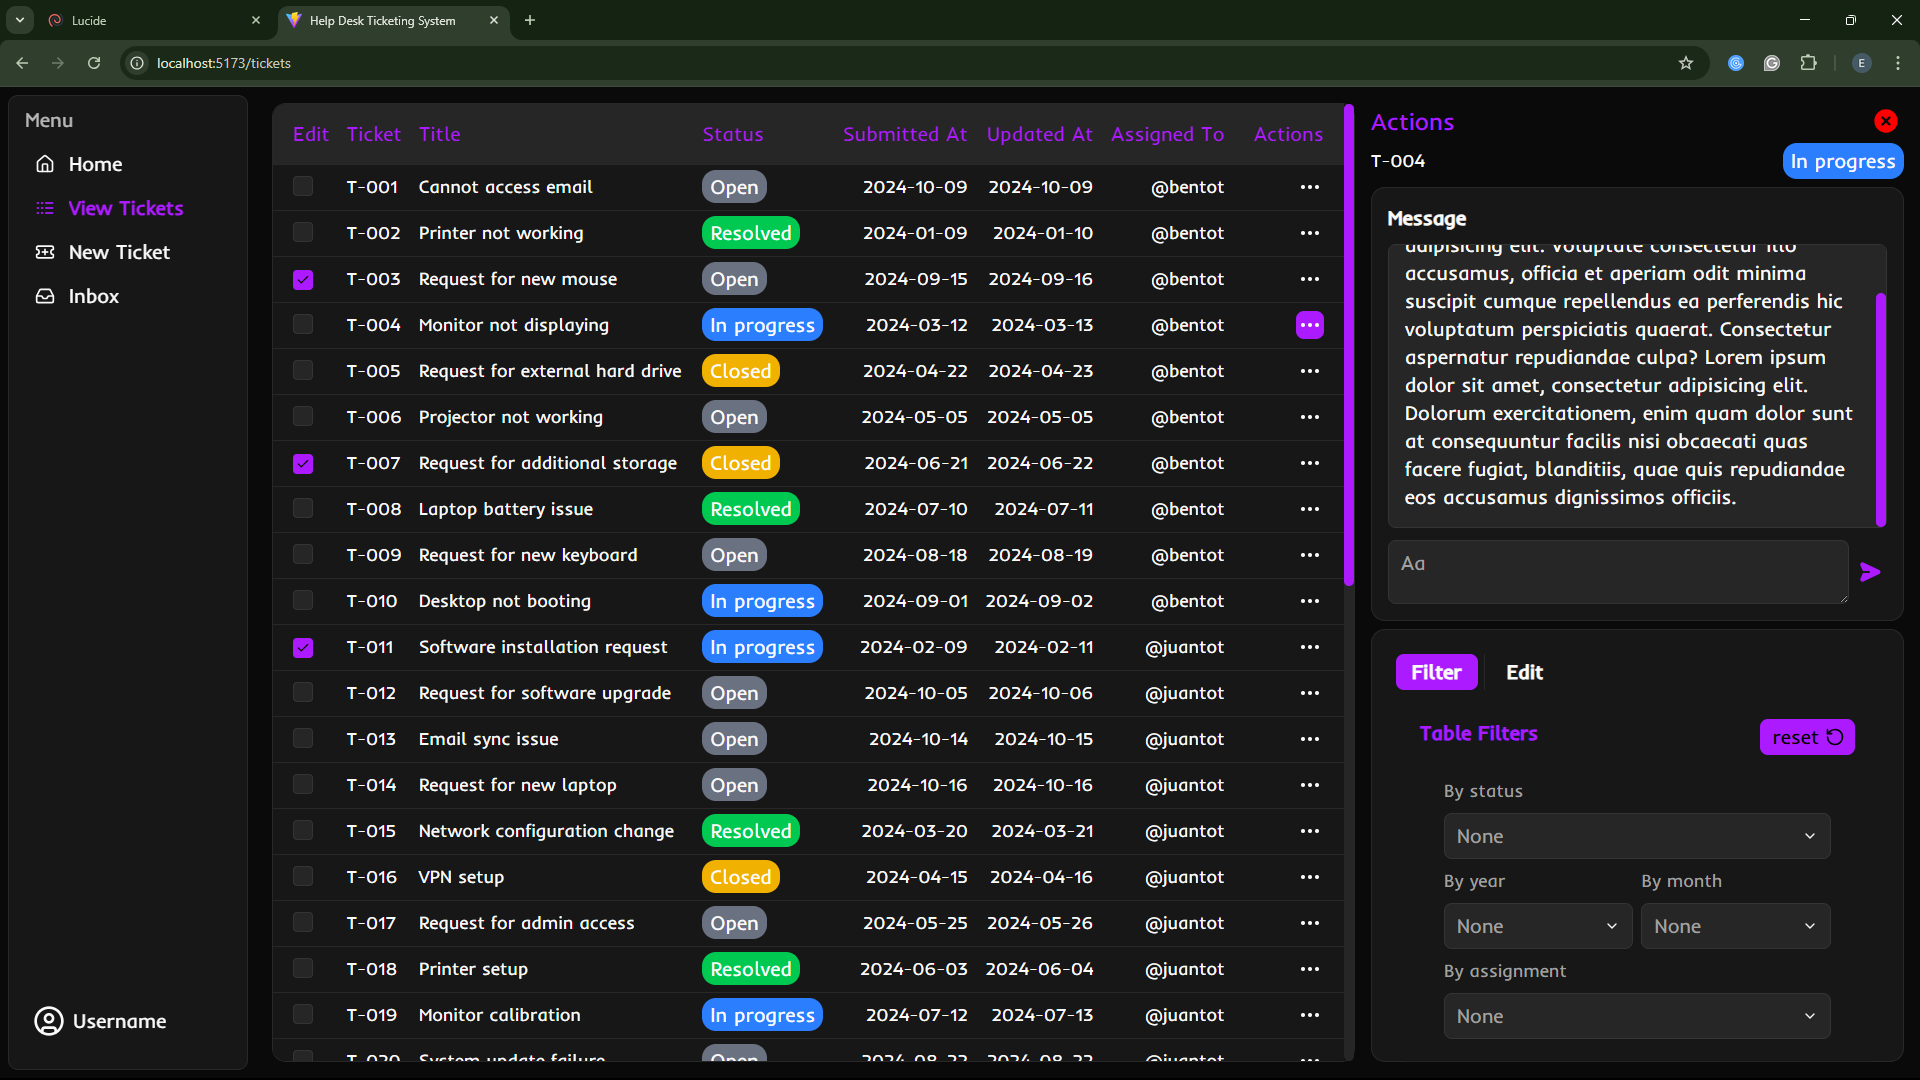 Lucide
Help Desk Ticketing System
localhost:5173/tickets
E
Menu
Home
View Tickets
New Ticket
Inbox
Username
Edit Ticket Title Status Submitted At Updated At Assigned To Actions
T-001 Cannot access email Open 2024-10-09 2024-10-09 @bentot
T-002 Printer not working Resolved 2024-01-09 2024-01-10 @bentot
T-003 Request for new mouse Open 2024-09-15 2024-09-16 @bentot
T-004 Monitor not displaying In progress 2024-03-12 2024-03-13 @bentot
T-005 Request for external hard drive Closed 2024-04-22 2024-04-23 @bentot
T-006 Projector not working Open 2024-05-05 2024-05-05 @bentot
T-007 Request for additional storage Closed 2024-06-21 2024-06-22 @bentot
T-008 Laptop battery issue Resolved 2024-07-10 2024-07-11 @bentot
T-009 Request for new keyboard Open 2024-08-18 2024-08-19 @bentot
T-010 Desktop not booting In progress 2024-09-01 2024-09-02 @bentot
T-011 Software installation request In progress 2024-02-09 2024-02-11 @juantot
T-012 Request for software upgrade Open 2024-10-05 2024-10-06 @juantot
T-013 Email sync issue Open 2024-10-14 2024-10-15 @juantot
T-014 Request for new laptop Open 2024-10-16 2024-10-16 @juantot
T-015 Network configuration change Resolved 2024-03-20 2024-03-21 @juantot
T-016 VPN setup Closed 2024-04-15 2024-04-16 @juantot
T-017 Request for admin access Open 2024-05-25 2024-05-26 @juantot
T-018 Printer setup Resolved 2024-06-03 2024-06-04 @juantot
T-019 Monitor calibration In progress 2024-07-12 2024-07-13 @juantot
T-020 System update failure Open 2024-08-22 2024-08-22 @juantot
Actions
T-004 In progress
Message
adipisicing elit. Voluptate consectetur illo
accusamus, officia et aperiam odit minima
suscipit cumque repellendus ea perferendis hic
voluptatum perspiciatis quaerat. Consectetur
aspernatur repudiandae culpa? Lorem ipsum
dolor sit amet, consectetur adipisicing elit.
Dolorum exercitationem, enim quam dolor sunt
at consequuntur facilis nisi obcaecati quas
facere fugiat, blanditiis, quae quis repudiandae
eos accusamus dignissimos officiis.
Aa
Filter Edit
Table Filters reset
By status
None
By year By month
None None
By assignment
None